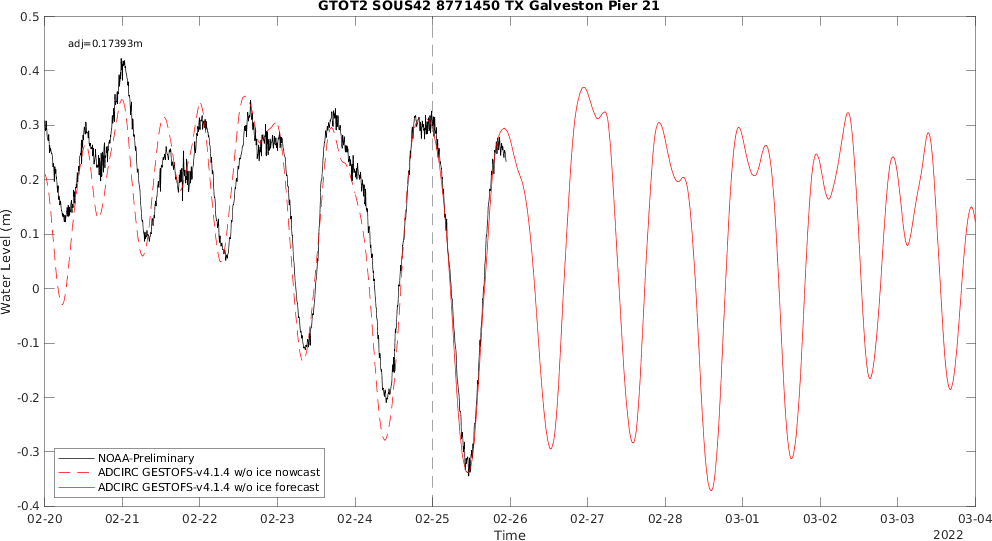 GTOT2 SOUS42 8771450 TX Galveston Pier 21
adj=0.17393m
Water Level (m)
0.5
0.4
0.3
0.2
0.1
0
-0.1
-0.2
-0.3
-0.4
NOAA-Preliminary
ADCIRC GESTOFS-v4.1.4 w/o ice nowcast
ADCIRC GESTOFS-v4.1.4 w/o ice forecast
02-20 02-21 02-22 02-23 02-24 02-25 02-26 02-27 02-28 03-01 03-02 03-03 03-04
Time
2022